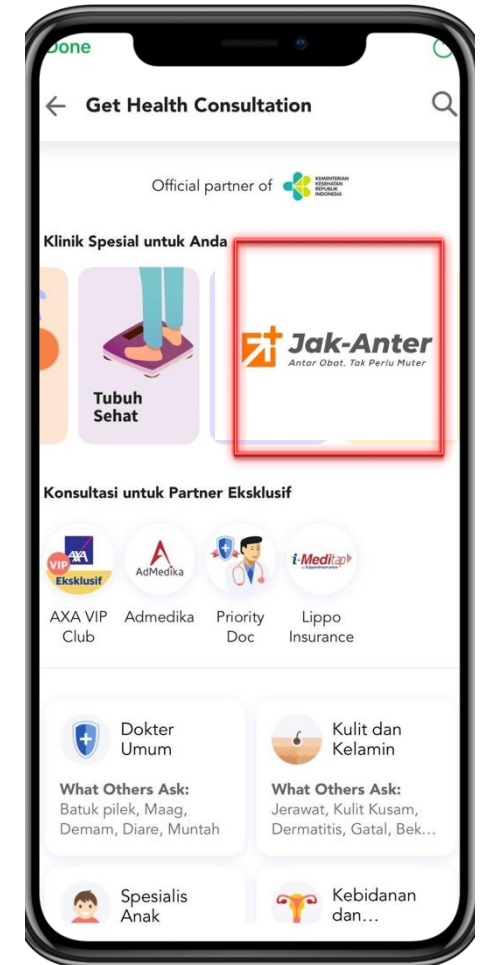 Done
Get Health Consultation
Official partner of
KEMENTERIAN
KESEHATAN
REPUBLIK
INDONESIA
Klinik Spesial untuk Anda
Tubuh
Sehat
Jak-Anter
Antar Obat, Tak Perlu Muter
Konsultasi untuk Partner Eksklusif
VIP
AXA
Eksklusif
AdMedika
i-Meditap
by LippoInsurance
AXA VIP
Club
Admedika
Priority
Doc
Lippo
Insurance
Dokter
Umum
What Others Ask:
Batuk pilek, Maag,
Demam, Diare, Muntah
Kulit dan
Kelamin
What Others Ask:
Jerawat, Kulit Kusam,
Dermatitis, Gatal, Bek...
Spesialis
Anak
Kebidanan
dan...